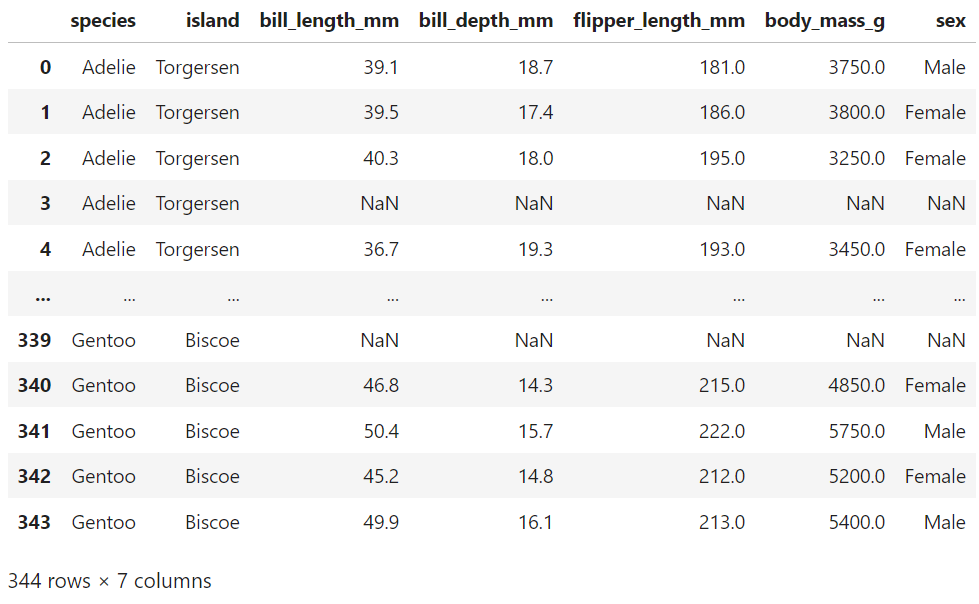 species island bill_length_mm bill_depth_mm flipper_length_mm body_mass_g sex
0 Adelie Torgersen 39.1 18.7 181.0 3750.0 Male
1 Adelie Torgersen 39.5 17.4 186.0 3800.0 Female
2 Adelie Torgersen 40.3 18.0 195.0 3250.0 Female
3 Adelie Torgersen NaN NaN NaN NaN NaN
4 Adelie Torgersen 36.7 19.3 193.0 3450.0 Female
... ... ... ... ... ... ... ...
339 Gentoo Biscoe NaN NaN NaN NaN NaN
340 Gentoo Biscoe 46.8 14.3 215.0 4850.0 Female
341 Gentoo Biscoe 50.4 15.7 222.0 5750.0 Male
342 Gentoo Biscoe 45.2 14.8 212.0 5200.0 Female
343 Gentoo Biscoe 49.9 16.1 213.0 5400.0 Male
344 rows × 7 columns